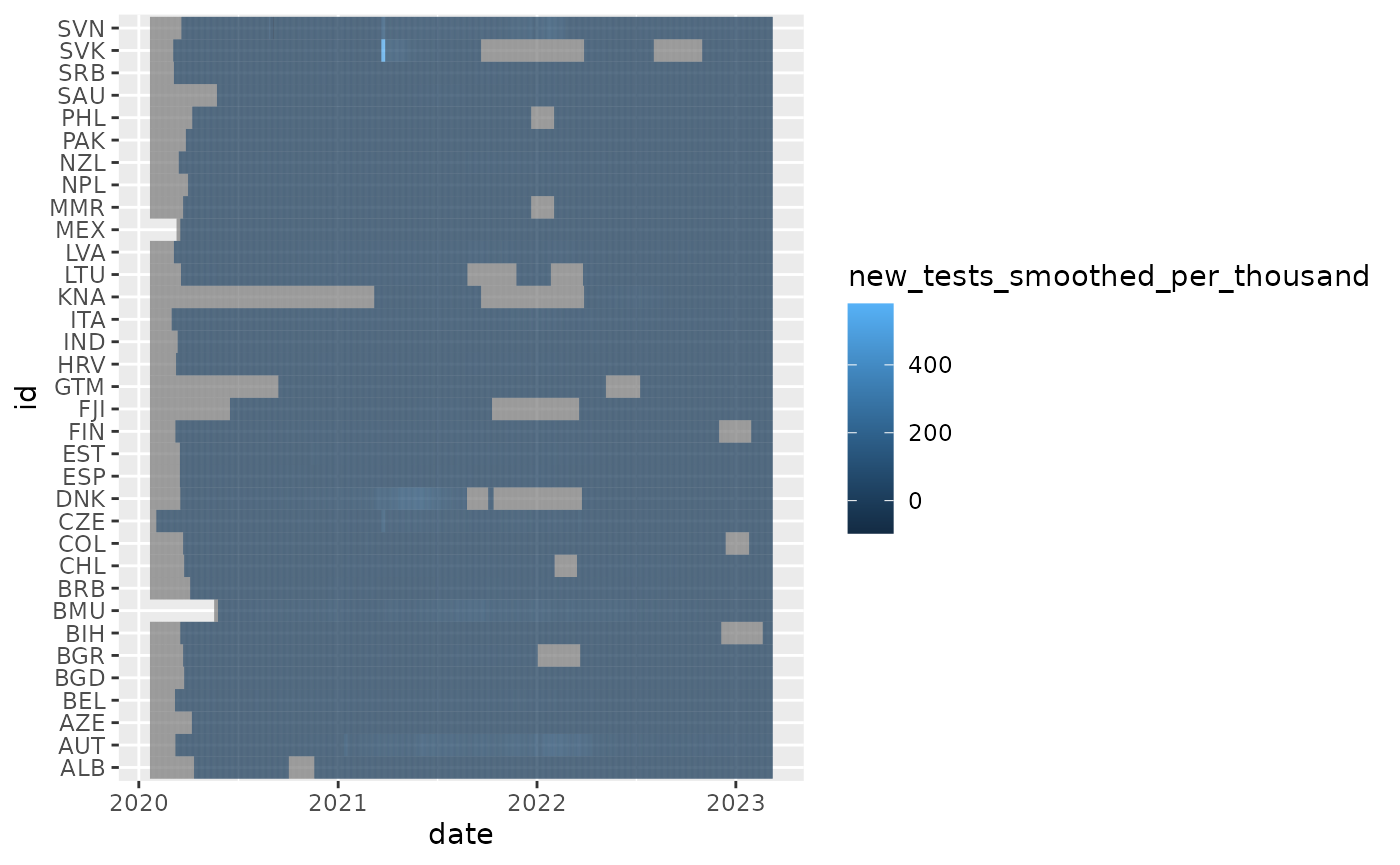 SVN
SVK
SRB
SAU
PHL
PAK
NZL
NPL
MMR
MEX
LVA
LTU
KNA
ITA
IND
HRV
GTM
FJI
FIN
EST
ESP
DNK
CZE
COL
CHL
BRB
BMU
BIH
BGR
BGD
BEL
AZE
AUT
ALB
id
2020 2021 2022 2023
date
new_tests_smoothed_per_thousand
400
200
0